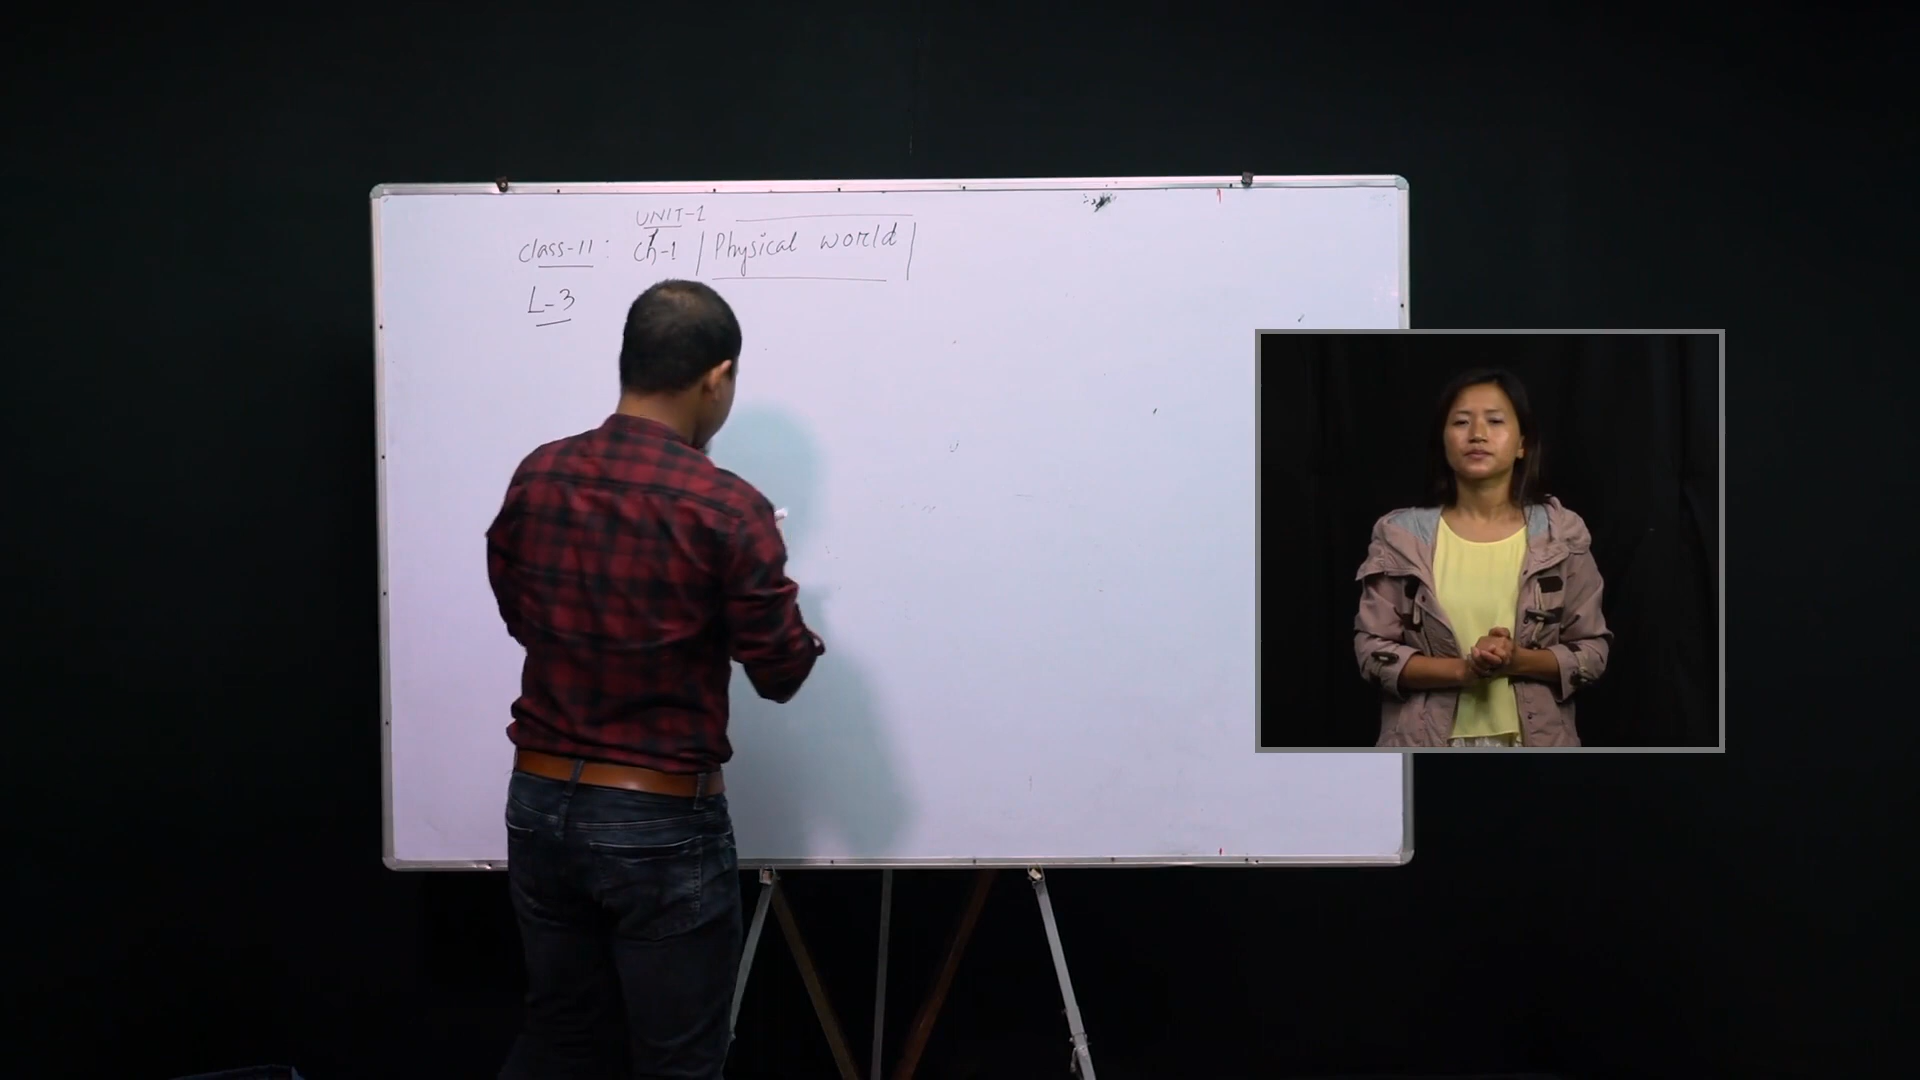 UNIT-1
Class-11: Ch-1 | Physical world |
L-3